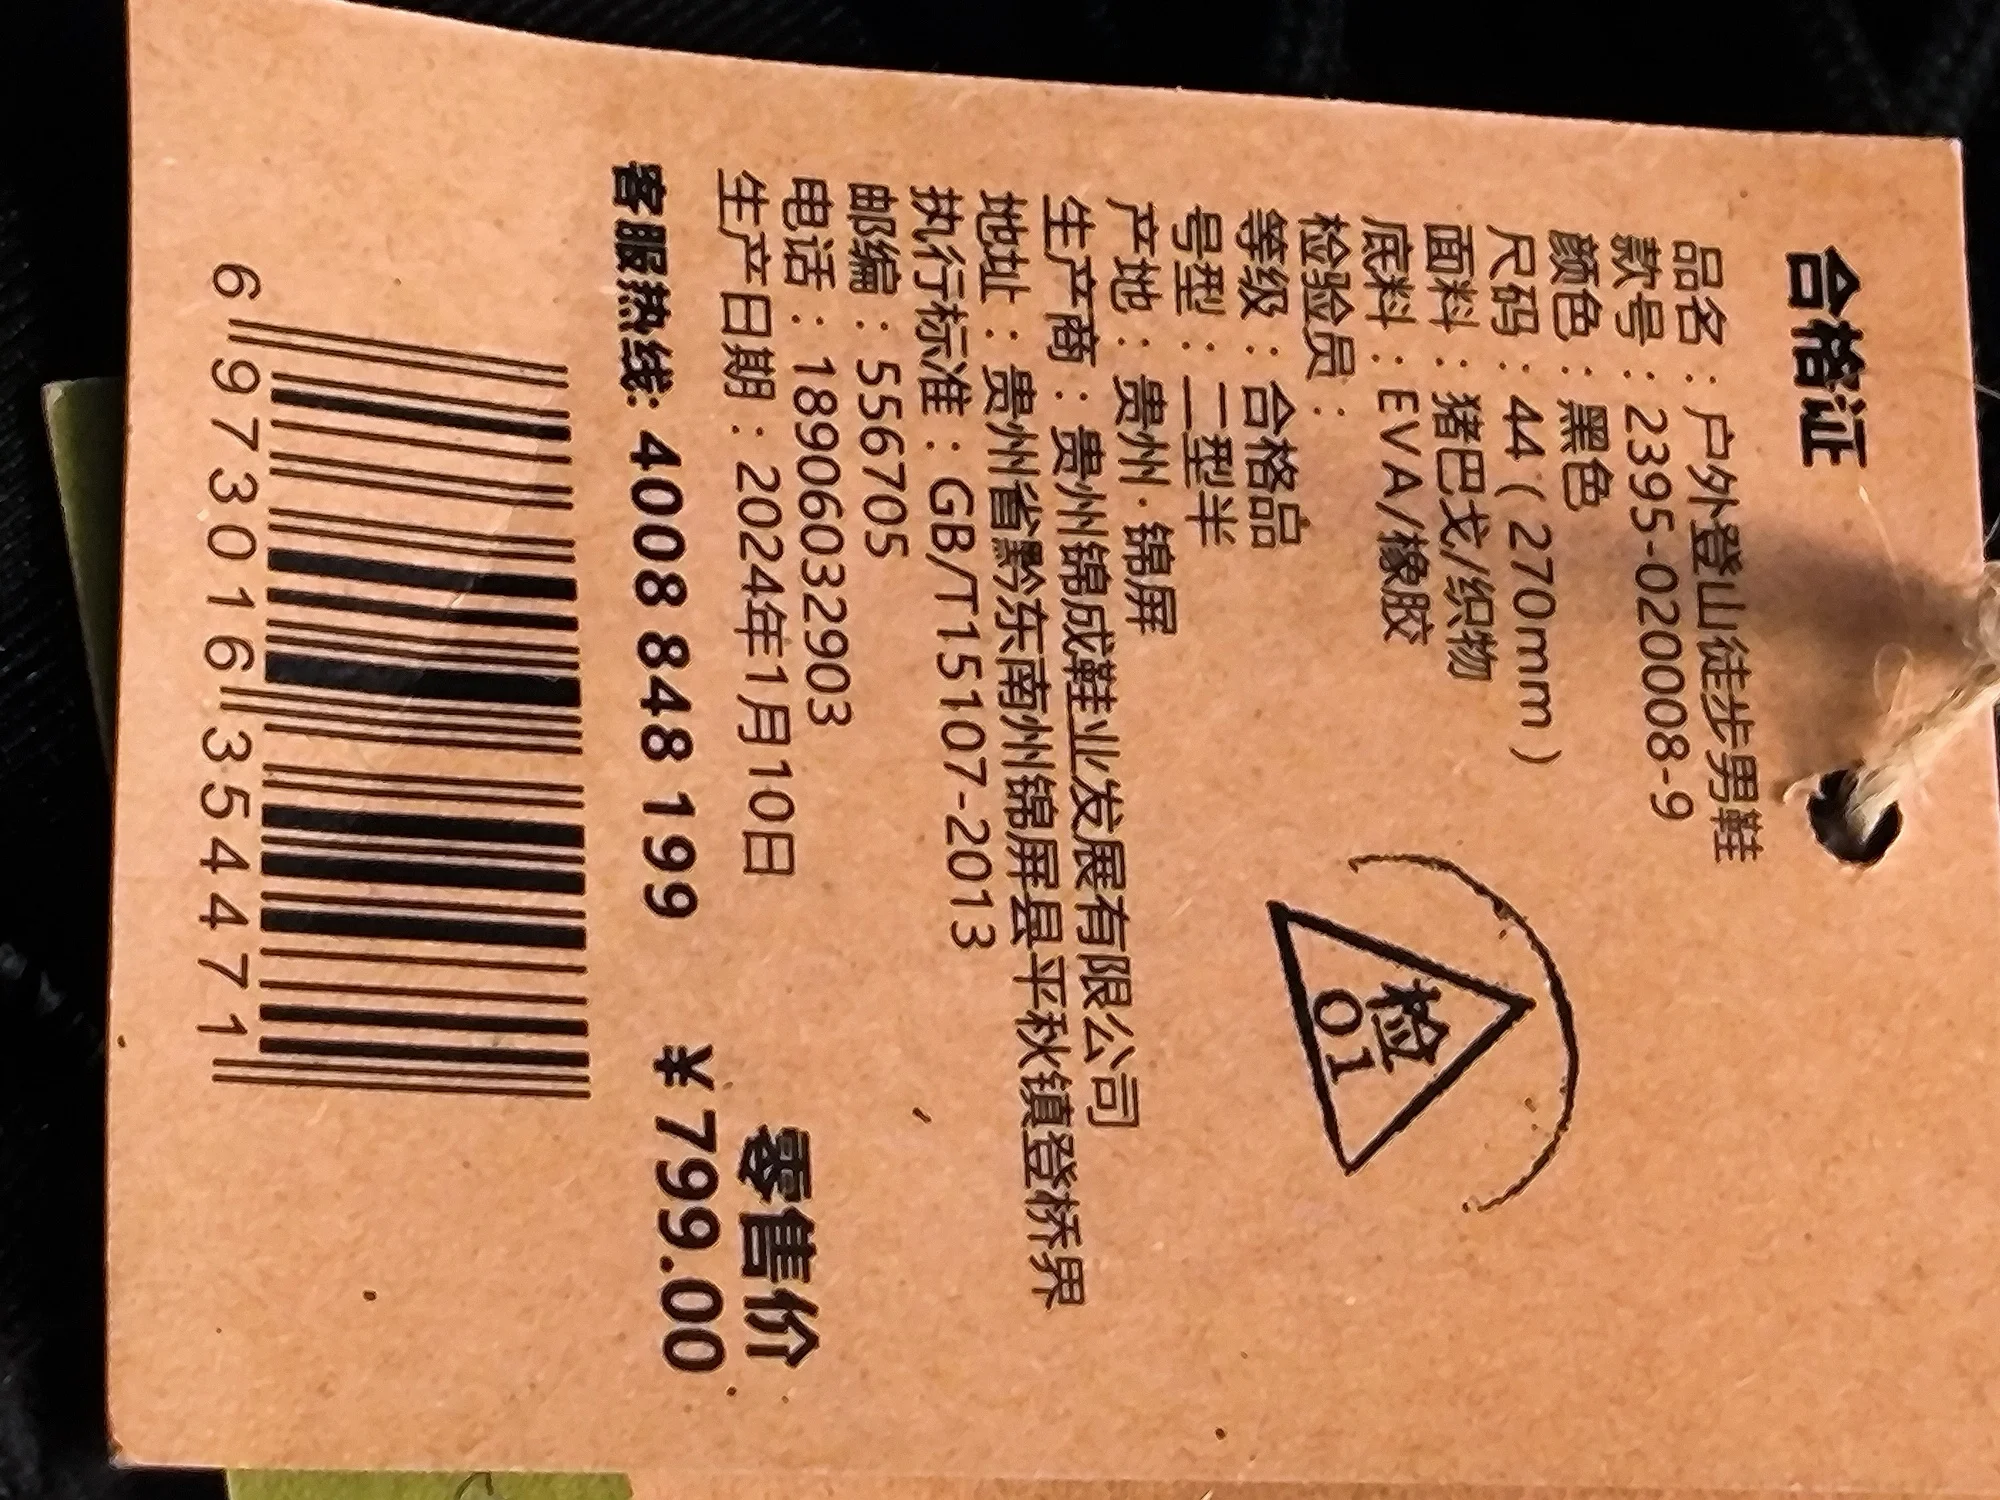 合格证
品名：户外登山徒步男鞋
款号：2395-020008-9
颜色：黑色
尺码：44（270mm）
面料：猪巴戈/织物
底料：EVA/橡胶
检验员：
检
01
等级：合格品
号型：二型半
产地：贵州·锦屏
生产商：贵州锦成鞋业发展有限公司
地址：贵州省黔东南州锦屏县平秋镇登桥界
执行标准：GB/T15107-2013
邮编：556705
电话：18906032903
生产日期：2024年1月10日
零售价
客服热线: 4008 848 199
¥ 799.00
6 973016 354471